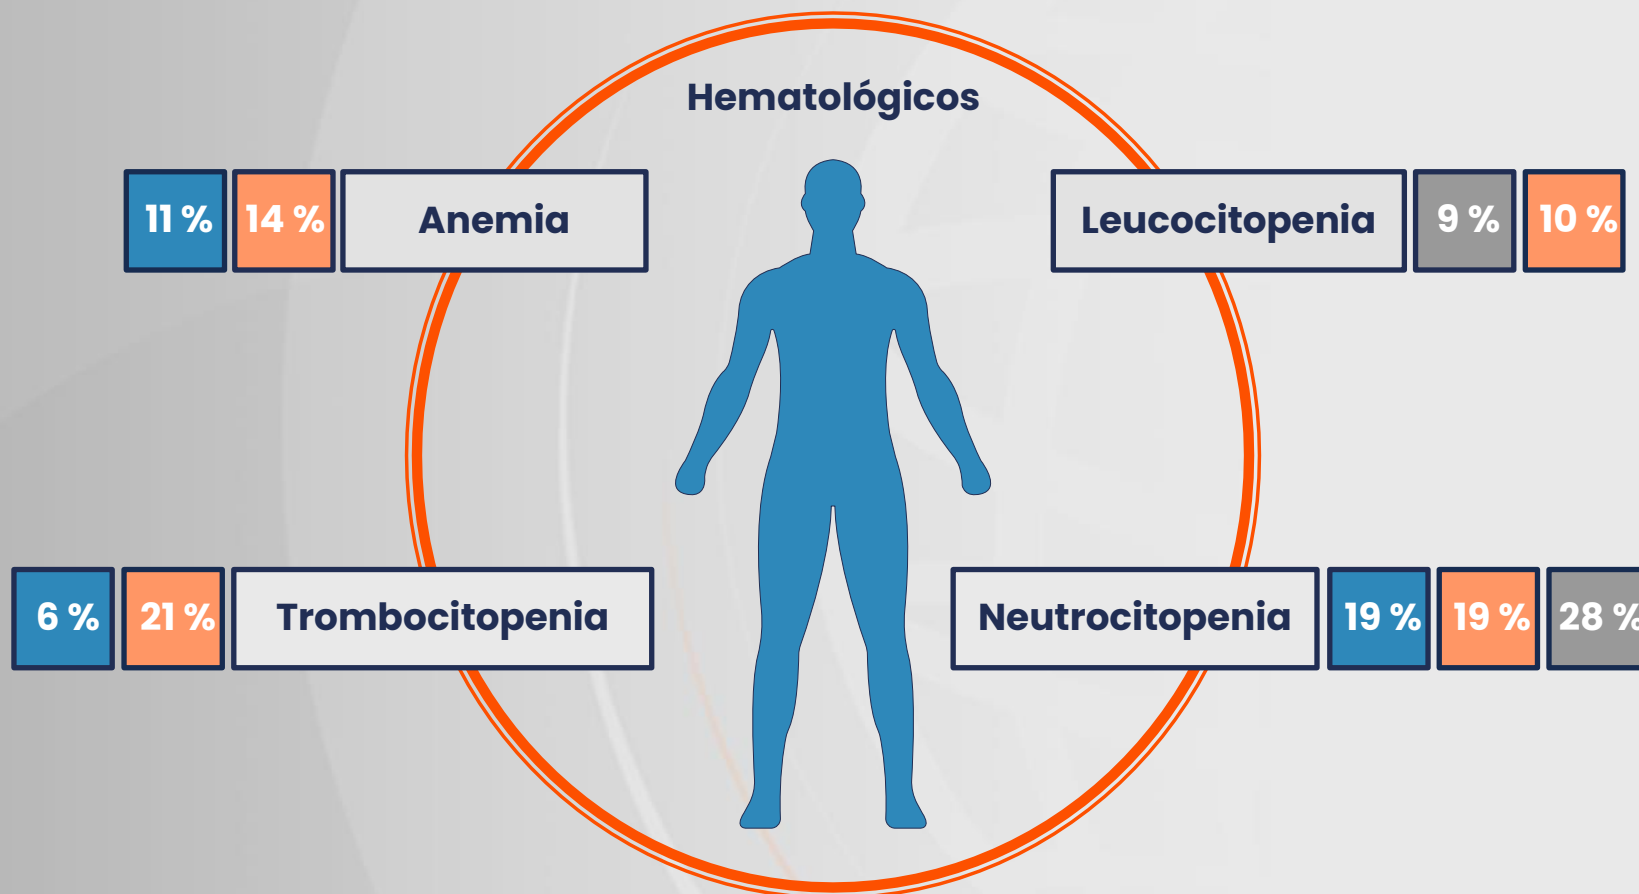 Hematológicos
11 % 14 % Anemia
Leucocitopenia 9 % 10 %
6 % 21 % Trombocitopenia
Neutrocitopenia 19 % 19 % 28 %